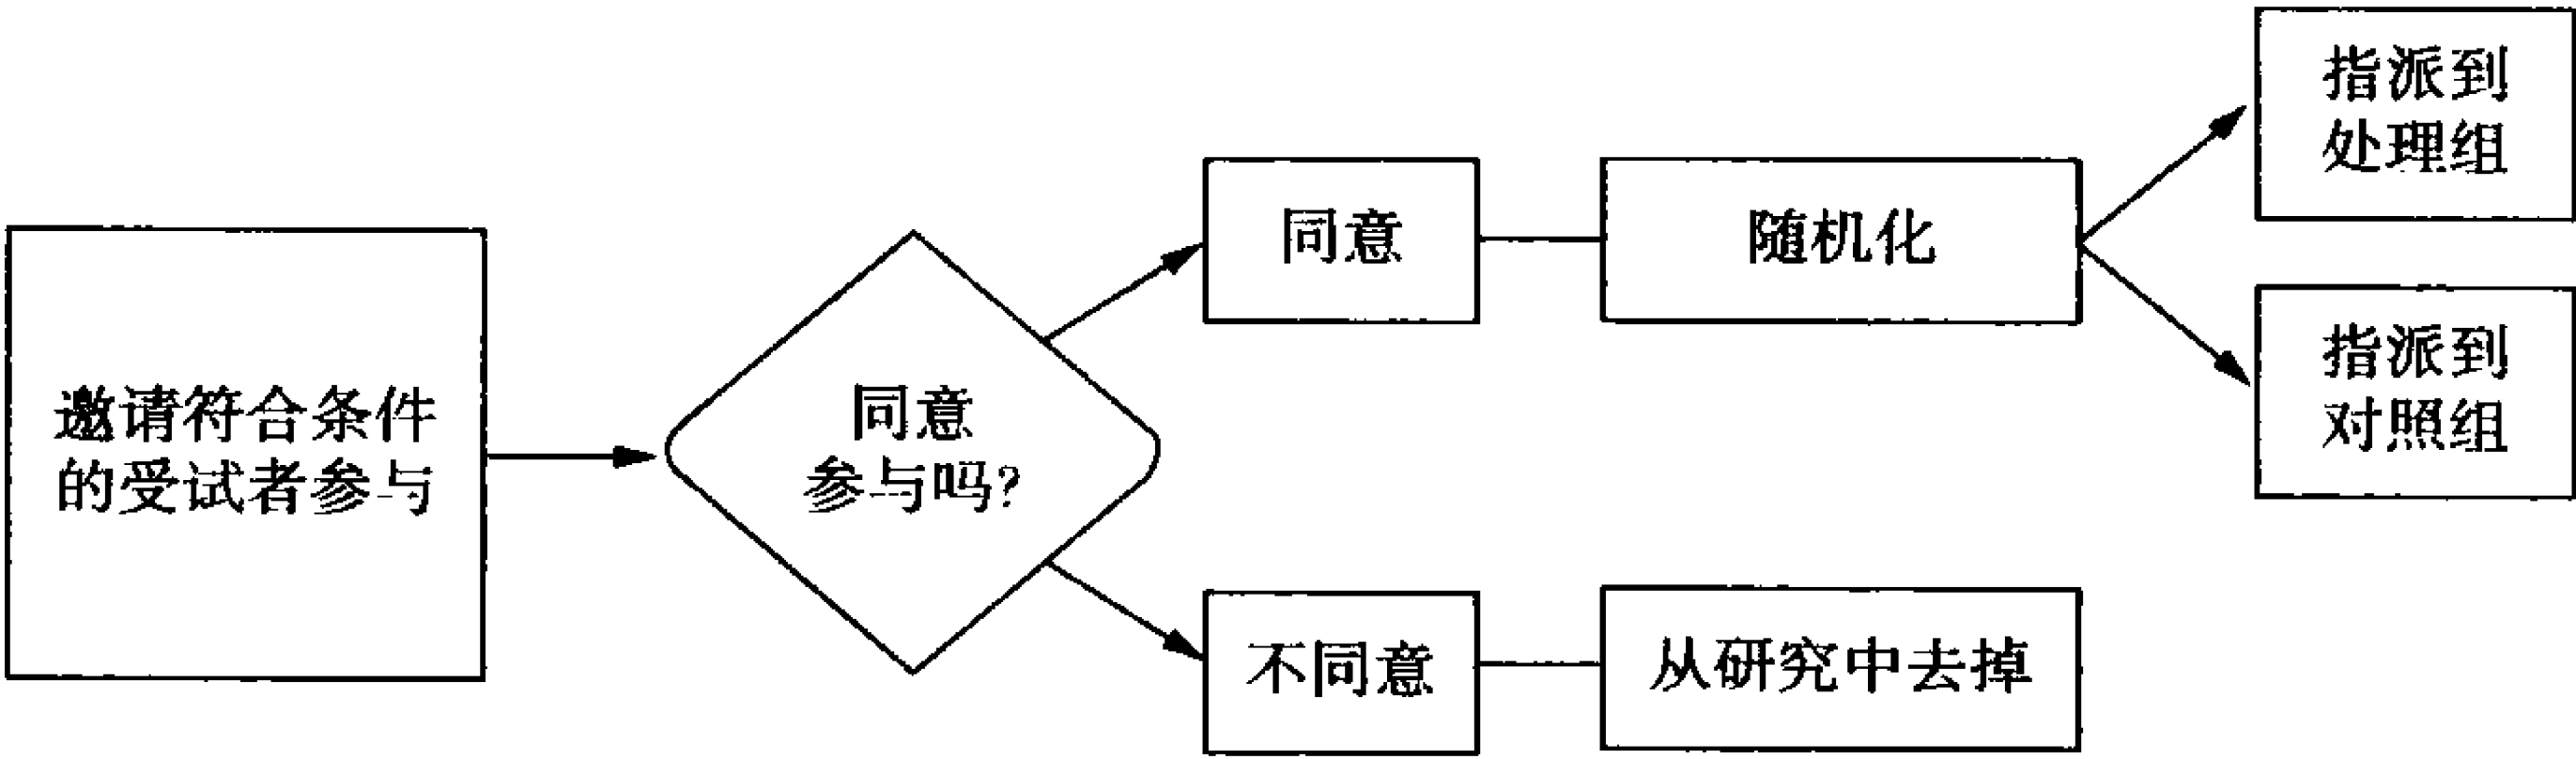 邀请符合条件
的受试者参与
同意
参与吗?
同意
随机化
指派到
处理组
指派到
对照组
不同意
从研究中去掉